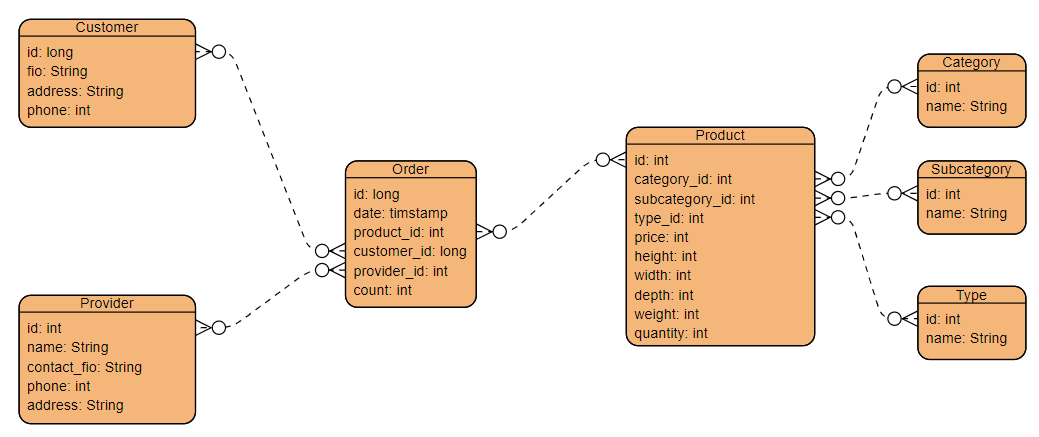 Customer
id: long
fio: String
address: String
phone: int
Provider
id: int
name: String
contact_fio: String
phone: int
address: String
Order
id: long
date: timstamp
product_id: int
customer_id: long
provider_id: int
count: int
Product
id: int
category_id: int
subcategory_id: int
type_id: int
price: int
height: int
width: int
depth: int
weight: int
quantity: int
Category
id: int
name: String
Subcategory
id: int
name: String
Type
id: int
name: String